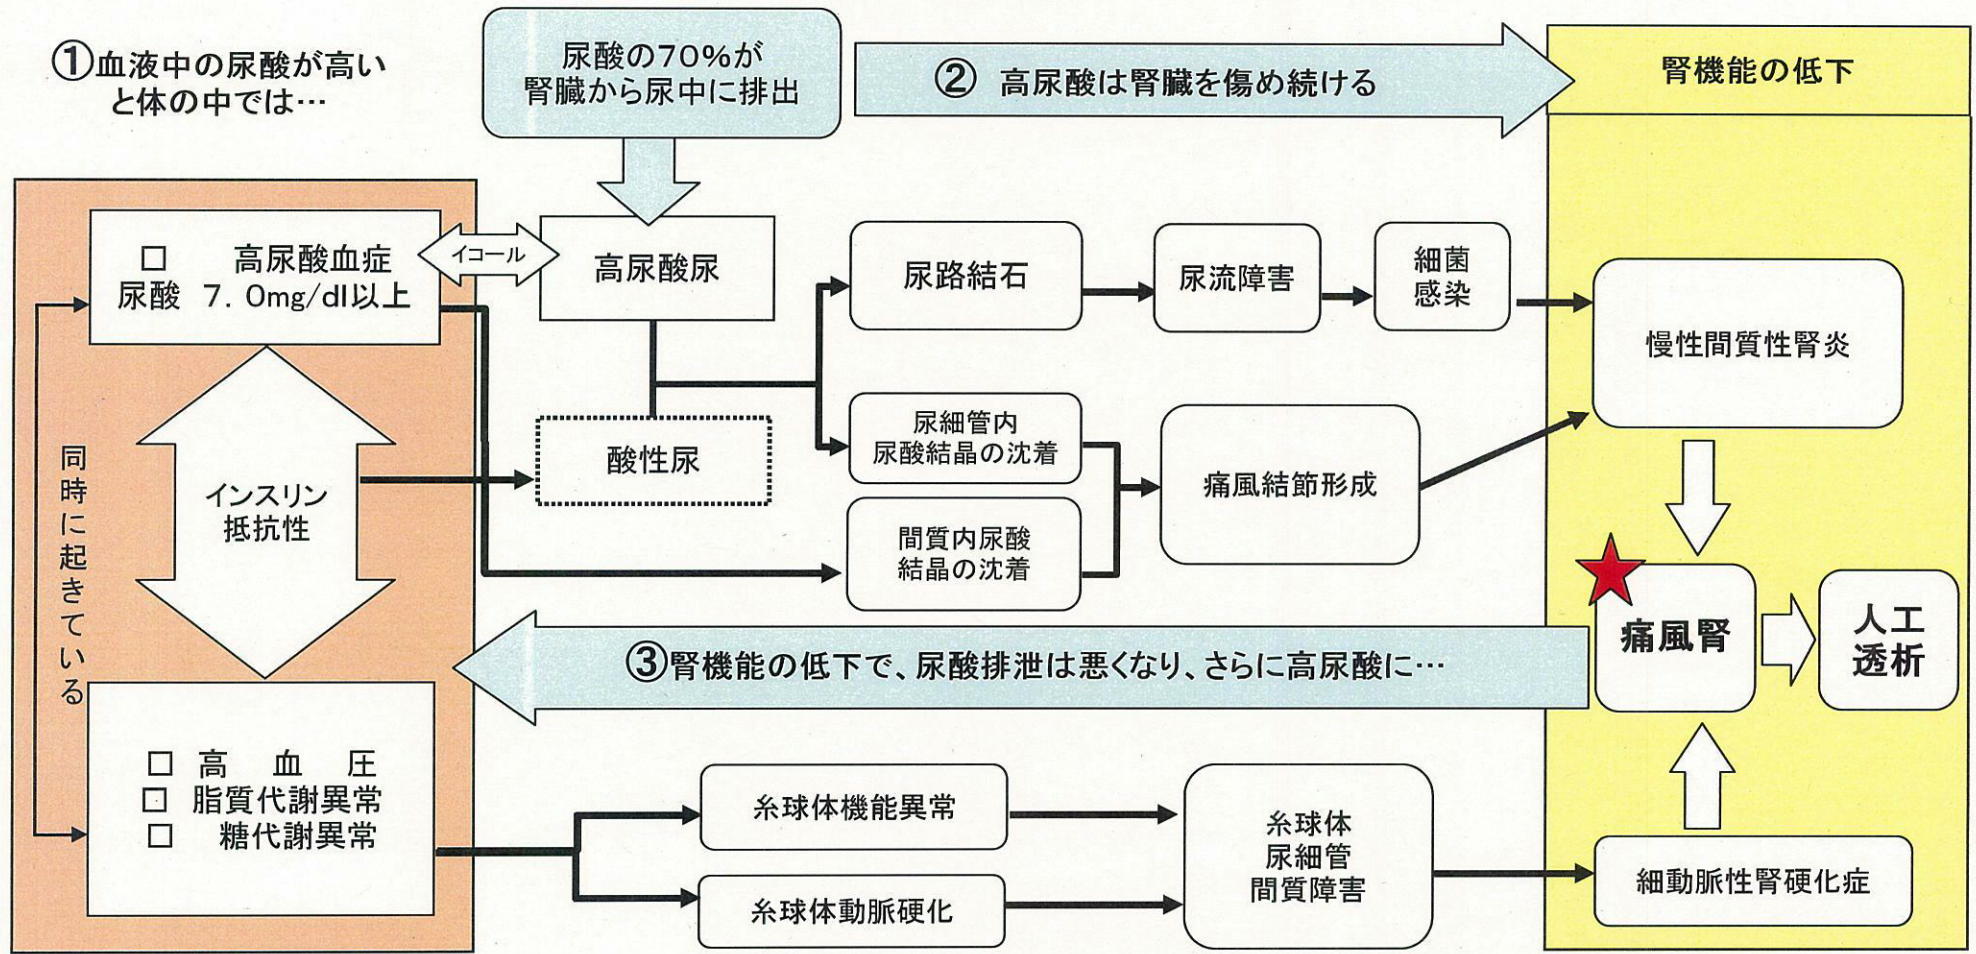 ①血液中の尿酸が高い
と体の中では…
尿酸の70%が
腎臓から尿中に排出
② 高尿酸は腎臓を傷め続ける
腎機能の低下
□ 高尿酸血症
尿酸 7.0mg/dl以上
イコール
高尿酸尿
尿路結石
尿流障害
細菌
感染
慢性間質性腎炎
同時に起きている
インスリン
抵抗性
酸性尿
尿細管内
尿酸結晶の沈着
間質内尿酸
結晶の沈着
痛風結節形成
痛風腎
人工
透析
③腎機能の低下で、尿酸排泄は悪くなり、さらに高尿酸に…
□ 高血圧
□ 脂質代謝異常
□ 糖代謝異常
糸球体機能異常
糸球体動脈硬化
糸球体
尿細管
間質障害
細動脈性腎硬化症